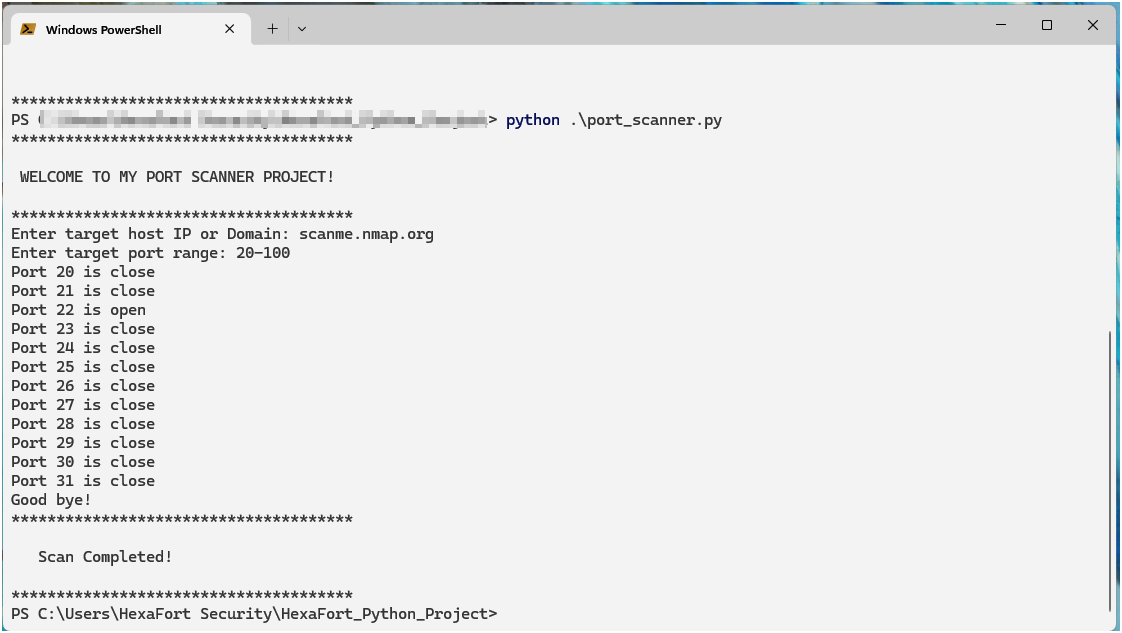 Windows PowerShell
**************************************
PS > python .\port_scanner.py
**************************************
WELCOME TO MY PORT SCANNER PROJECT!
**************************************
Enter target host IP or Domain: scanme.nmap.org
Enter target port range: 20-100
Port 20 is close
Port 21 is close
Port 22 is open
Port 23 is close
Port 24 is close
Port 25 is close
Port 26 is close
Port 27 is close
Port 28 is close
Port 29 is close
Port 30 is close
Port 31 is close
Good bye!
**************************************
Scan Completed!
**************************************
PS C:\Users\HexaFort Security\HexaFort_Python_Project>